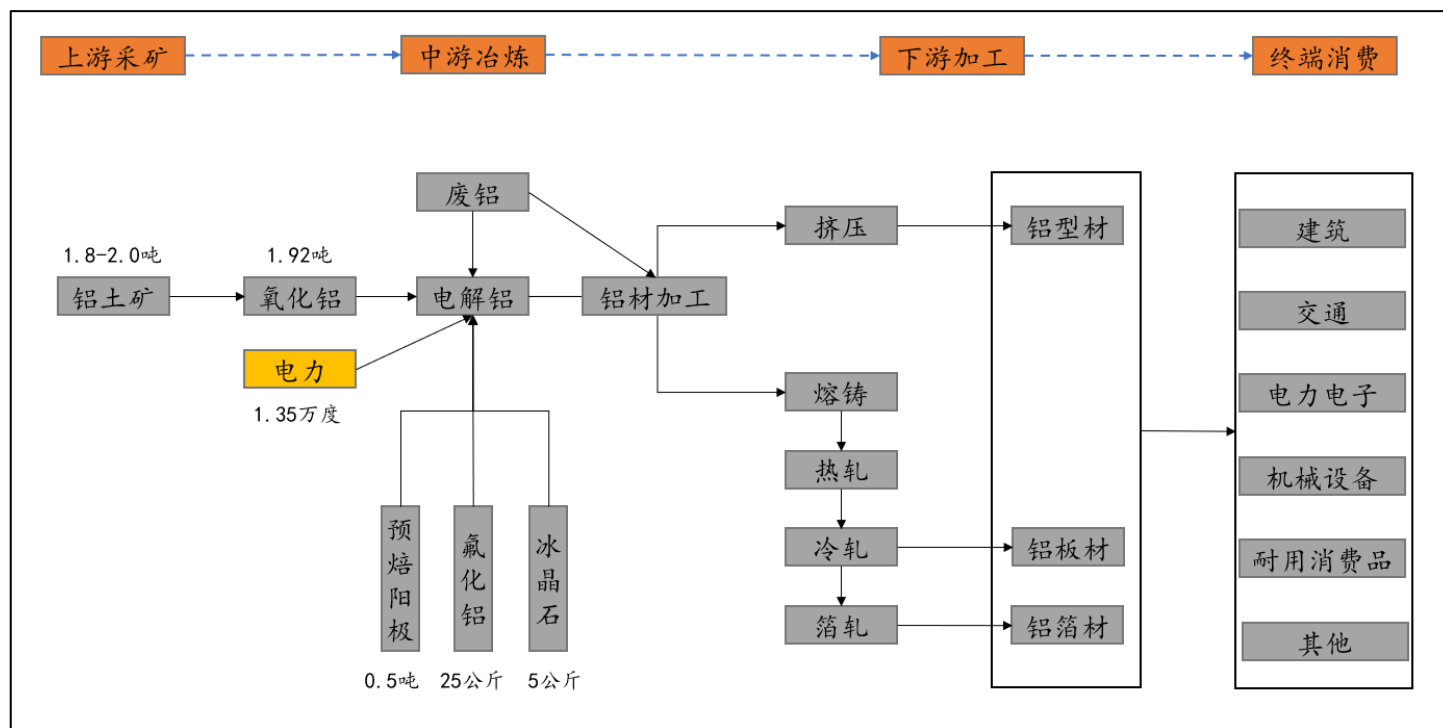 上游采矿
中游冶炼
下游加工
终端消费
废铝
挤压
铝型材
建筑
1.8-2.0吨
1.92吨
铝土矿
氧化铝
电解铝
铝材加工
交通
电力
1.35万度
熔铸
电力电子
热轧
机械设备
预焙阳极
氟化铝
冰晶石
冷轧
铝板材
耐用消费品
箔轧
铝箔材
其他
0.5吨
25公斤
5公斤